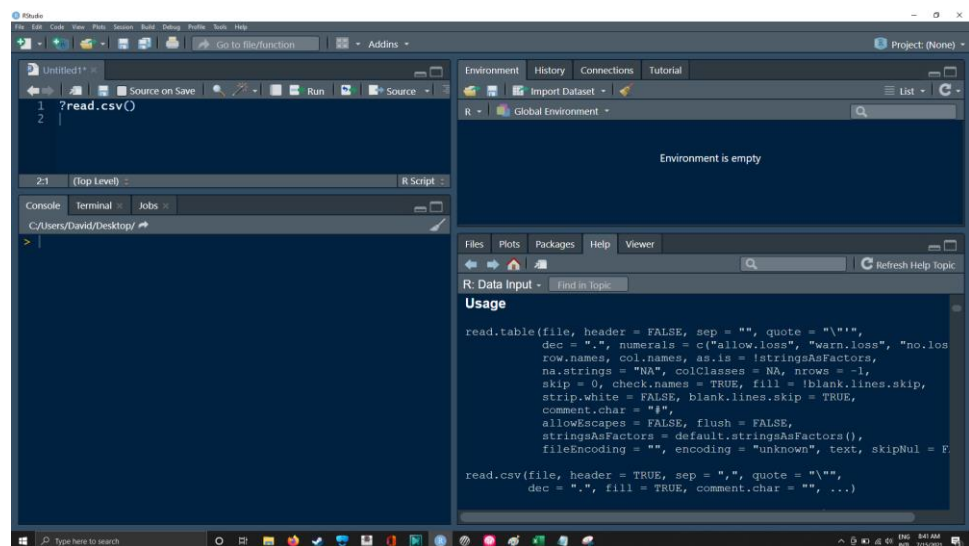 RStudio
File Edit Code View Plots Session Build Debug Profile Tools Help
Go to file/function Addins Project: (None)
Untitled1*
Source on Save Run Source
1 ?read.csv()
2
2:1 (Top Level) R Script
Console Terminal Jobs
C:/Users/David/Desktop/
>
Environment History Connections Tutorial
Import Dataset List
R Global Environment
Environment is empty
Files Plots Packages Help Viewer
Refresh Help Topic
R: Data Input Find in Topic
Usage
read.table(file, header = FALSE, sep = "", quote = "\"'",
dec = ".", numerals = c("allow.loss", "warn.loss", "no.los
row.names, col.names, as.is = !stringsAsFactors,
na.strings = "NA", colClasses = NA, nrows = -1,
skip = 0, check.names = TRUE, fill = !blank.lines.skip,
strip.white = FALSE, blank.lines.skip = TRUE,
comment.char = "#",
allowEscapes = FALSE, flush = FALSE,
stringsAsFactors = default.stringsAsFactors(),
fileEncoding = "", encoding = "unknown", text, skipNul = F
read.csv(file, header = TRUE, sep = ",", quote = "\"",
dec = ".", fill = TRUE, comment.char = "", ...)
Type here to search
ENG 8:41 AM
7/15/2021